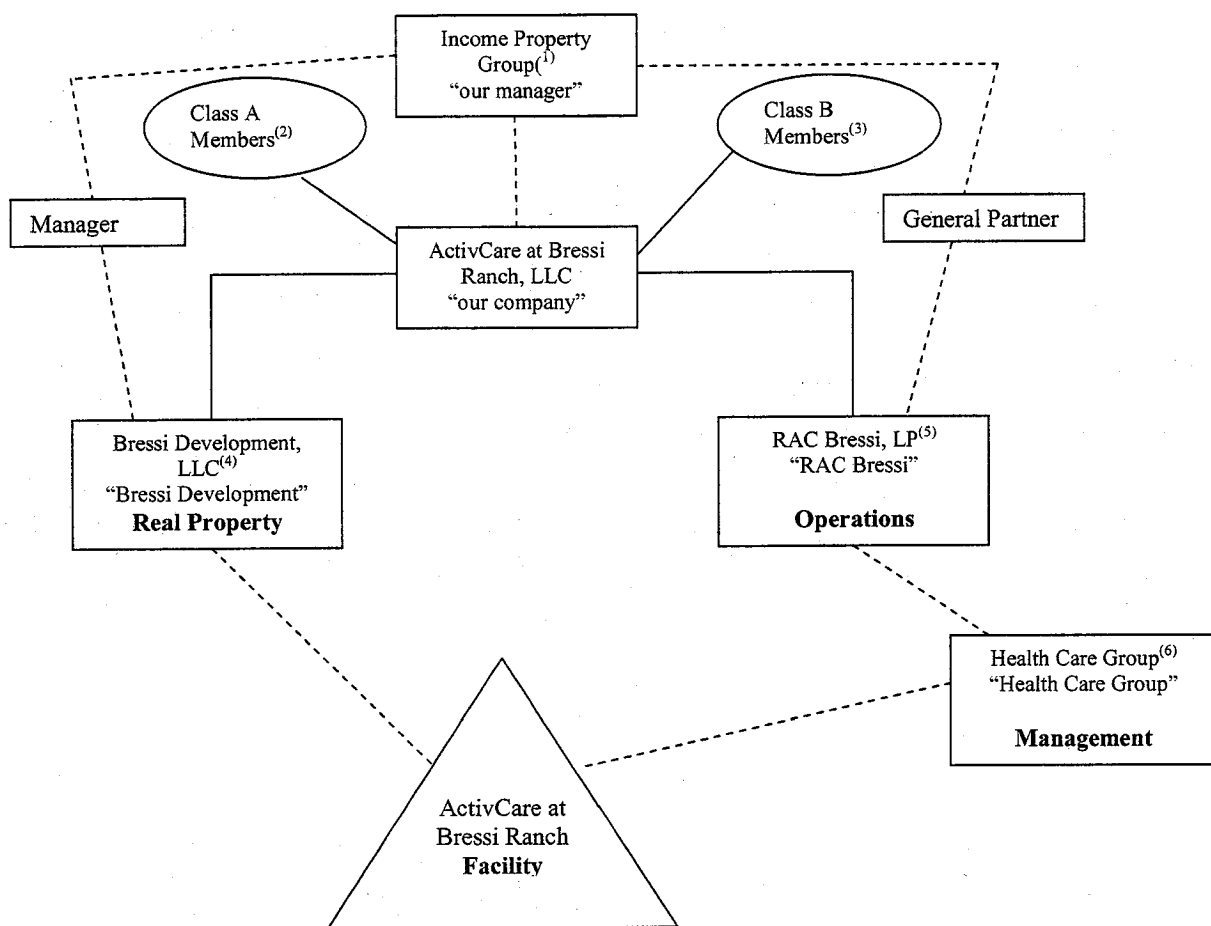 Income Property
Group(¹)
“our manager”
Class A
Members(2)
Class B
Members(3)
Manager
General Partner
ActivCare at Bressi
Ranch, LLC
“our company”
Bressi Development,
LLC(4)
“Bressi Development”
Real Property
RAC Bressi, LP(5)
“RAC Bressi”
Operations
Health Care Group(6)
“Health Care Group”
Management
ActivCare at
Bressi Ranch
Facility